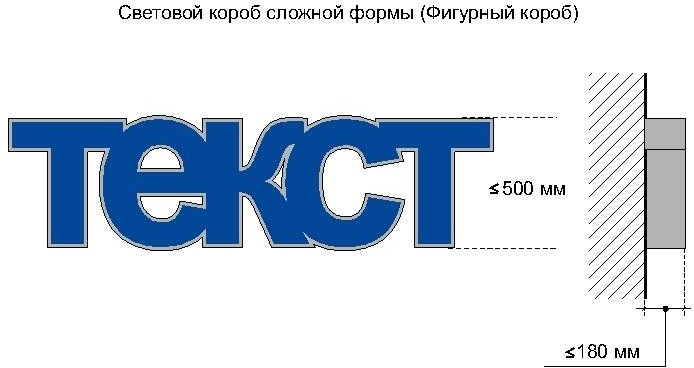 Световой короб сложной формы (Фигурный короб)
ТЕКСТ
≤500 мм
≤180 мм